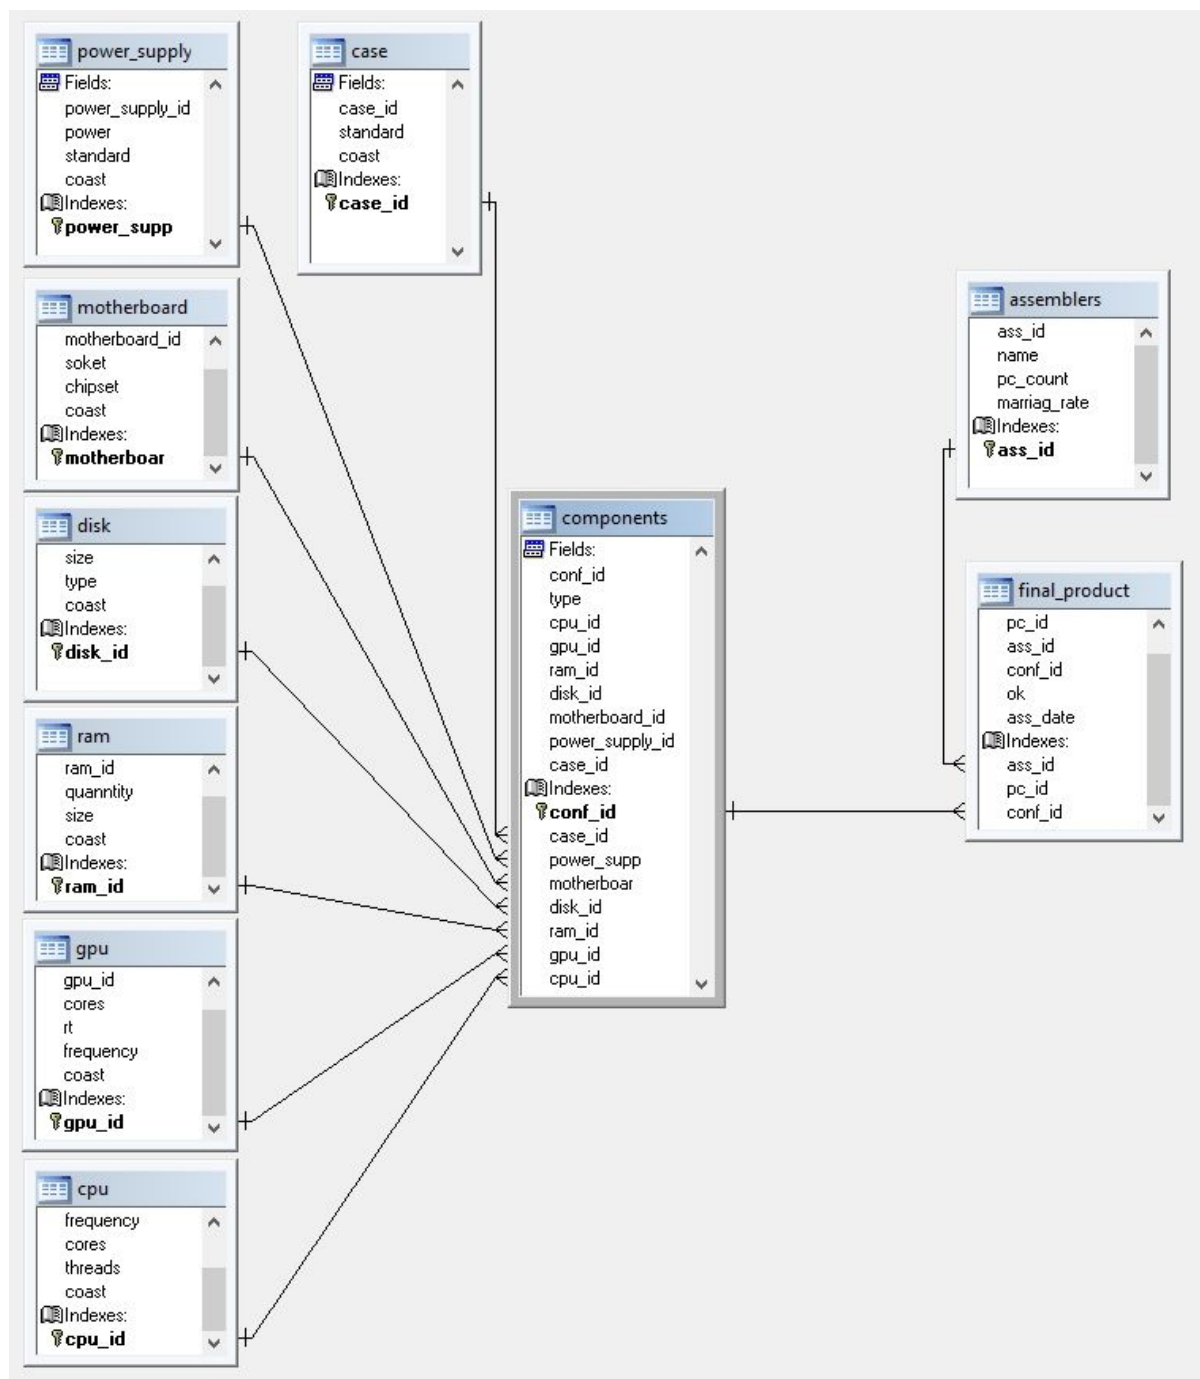 power_supply
Fields:
power_supply_id
power
standard
coast
Indexes:
power_supp
case
Fields:
case_id
standard
coast
Indexes:
case_id
motherboard
motherboard_id
soket
chipset
coast
Indexes:
motherboar
disk
size
type
coast
Indexes:
disk_id
ram
ram_id
quanntity
size
coast
Indexes:
ram_id
gpu
gpu_id
cores
rt
frequency
coast
Indexes:
gpu_id
cpu
frequency
cores
threads
coast
Indexes:
cpu_id
components
Fields:
conf_id
type
cpu_id
gpu_id
ram_id
disk_id
motherboard_id
power_supply_id
case_id
Indexes:
conf_id
case_id
power_supp
motherboar
disk_id
ram_id
gpu_id
cpu_id
assemblers
ass_id
name
pc_count
marriag_rate
Indexes:
ass_id
final_product
pc_id
ass_id
conf_id
ok
ass_date
Indexes:
ass_id
pc_id
conf_id